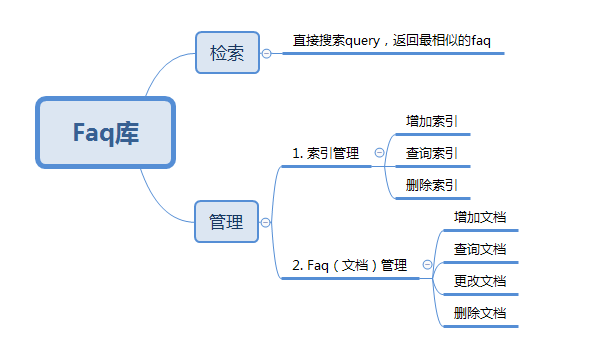 Faq库
检索
直接搜索query，返回最相似的faq
管理
1. 索引管理
增加索引
查询索引
删除索引
2. Faq（文档）管理
增加文档
查询文档
更改文档
删除文档